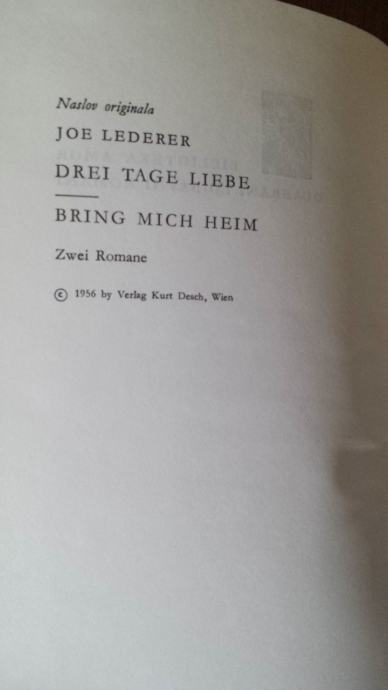 Naslov originala
JOE LEDERER
DREI TAGE LIEBE
BRING MICH HEIM
Zwei Romane
© 1956 by Verlag Kurt Desch, Wien